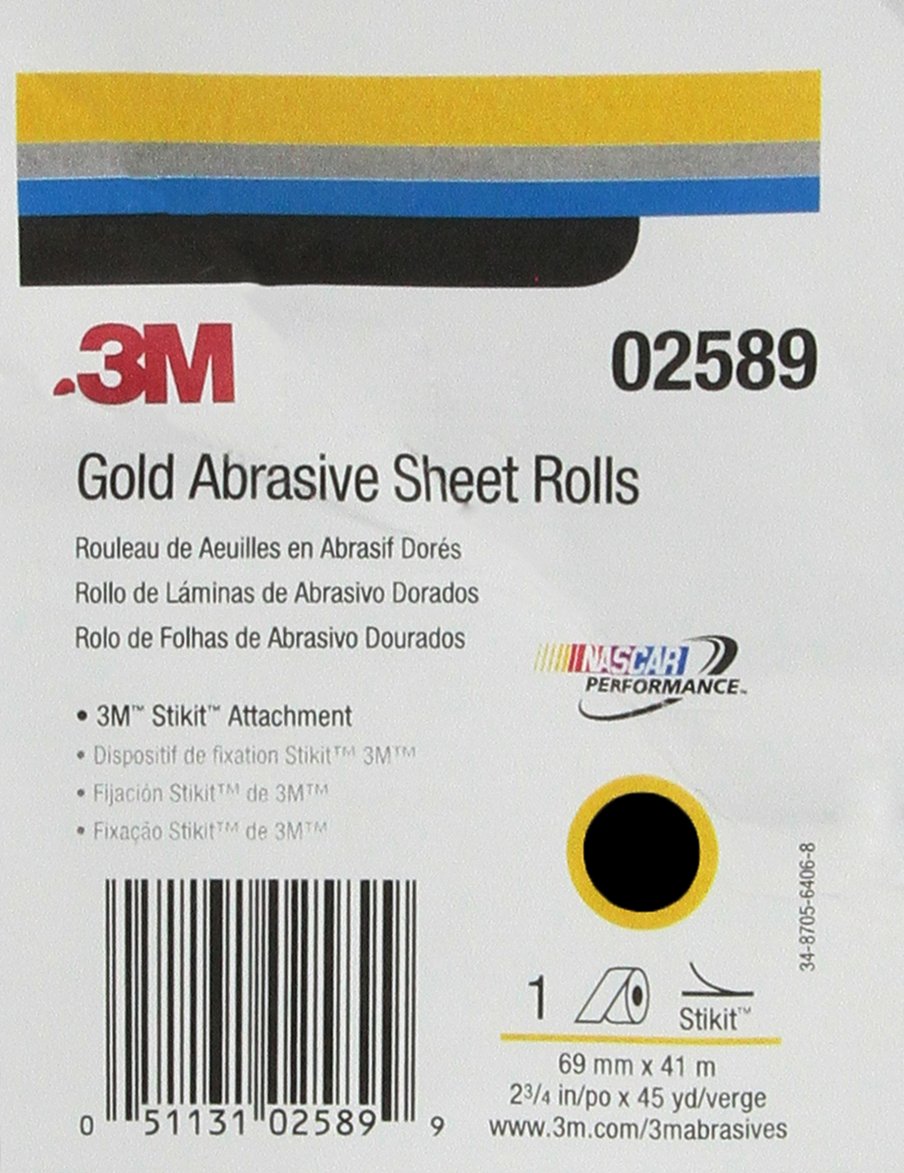 3M
02589
Gold Abrasive Sheet Rolls
Rouleau de Aeuilles en Abrasif Dorés
Rollo de Láminas de Abrasivo Dorados
Rolo de Folhas de Abrasivo Dourados
NASCAR
PERFORMANCE™
• 3M™ Stikit™ Attachment
• Dispositif de fixation Stikit™ 3M™
• Fijación Stikit™ de 3M™
• Fixação Stikit™ de 3M™
34-8705-6406-8
1
Stikit™
69 mm x 41 m
2 3/4 in/po x 45 yd/verge
www.3m.com/3mabrasives
0 51131 02589 9